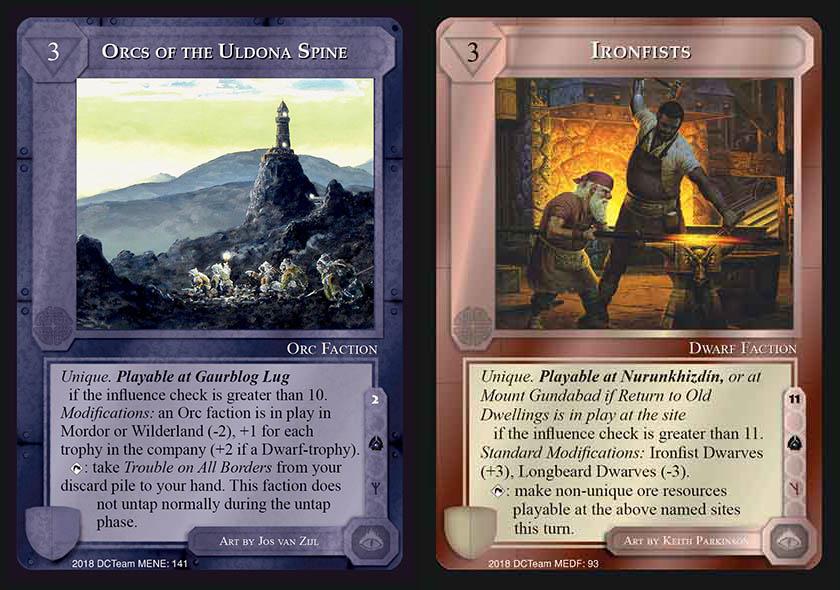 3
ORCS OF THE ULDONA SPINE
ORC FACTION
Unique. Playable at Gaurblog Lug
if the influence check is greater than 10.
Modifications: an Orc faction is in play in
Mordor or Wilderland (-2), +1 for each
trophy in the company (+2 if a Dwarf-trophy).
: take Trouble on All Borders from your
discard pile to your hand. This faction does
not untap normally during the untap
phase.
2
ART BY JOS VAN ZIJL
2018 DCTeam MENE: 141
3
IRONFISTS
DWARF FACTION
Unique. Playable at Nurunkhizdín, or at
Mount Gundabad if Return to Old
Dwellings is in play at the site
if the influence check is greater than 11.
Standard Modifications: Ironfist Dwarves
(+3), Longbeard Dwarves (-3).
: make non-unique ore resources
playable at the above named sites
this turn.
11
ART BY KEITH PARKINSON
2018 DCTeam MEDF: 93